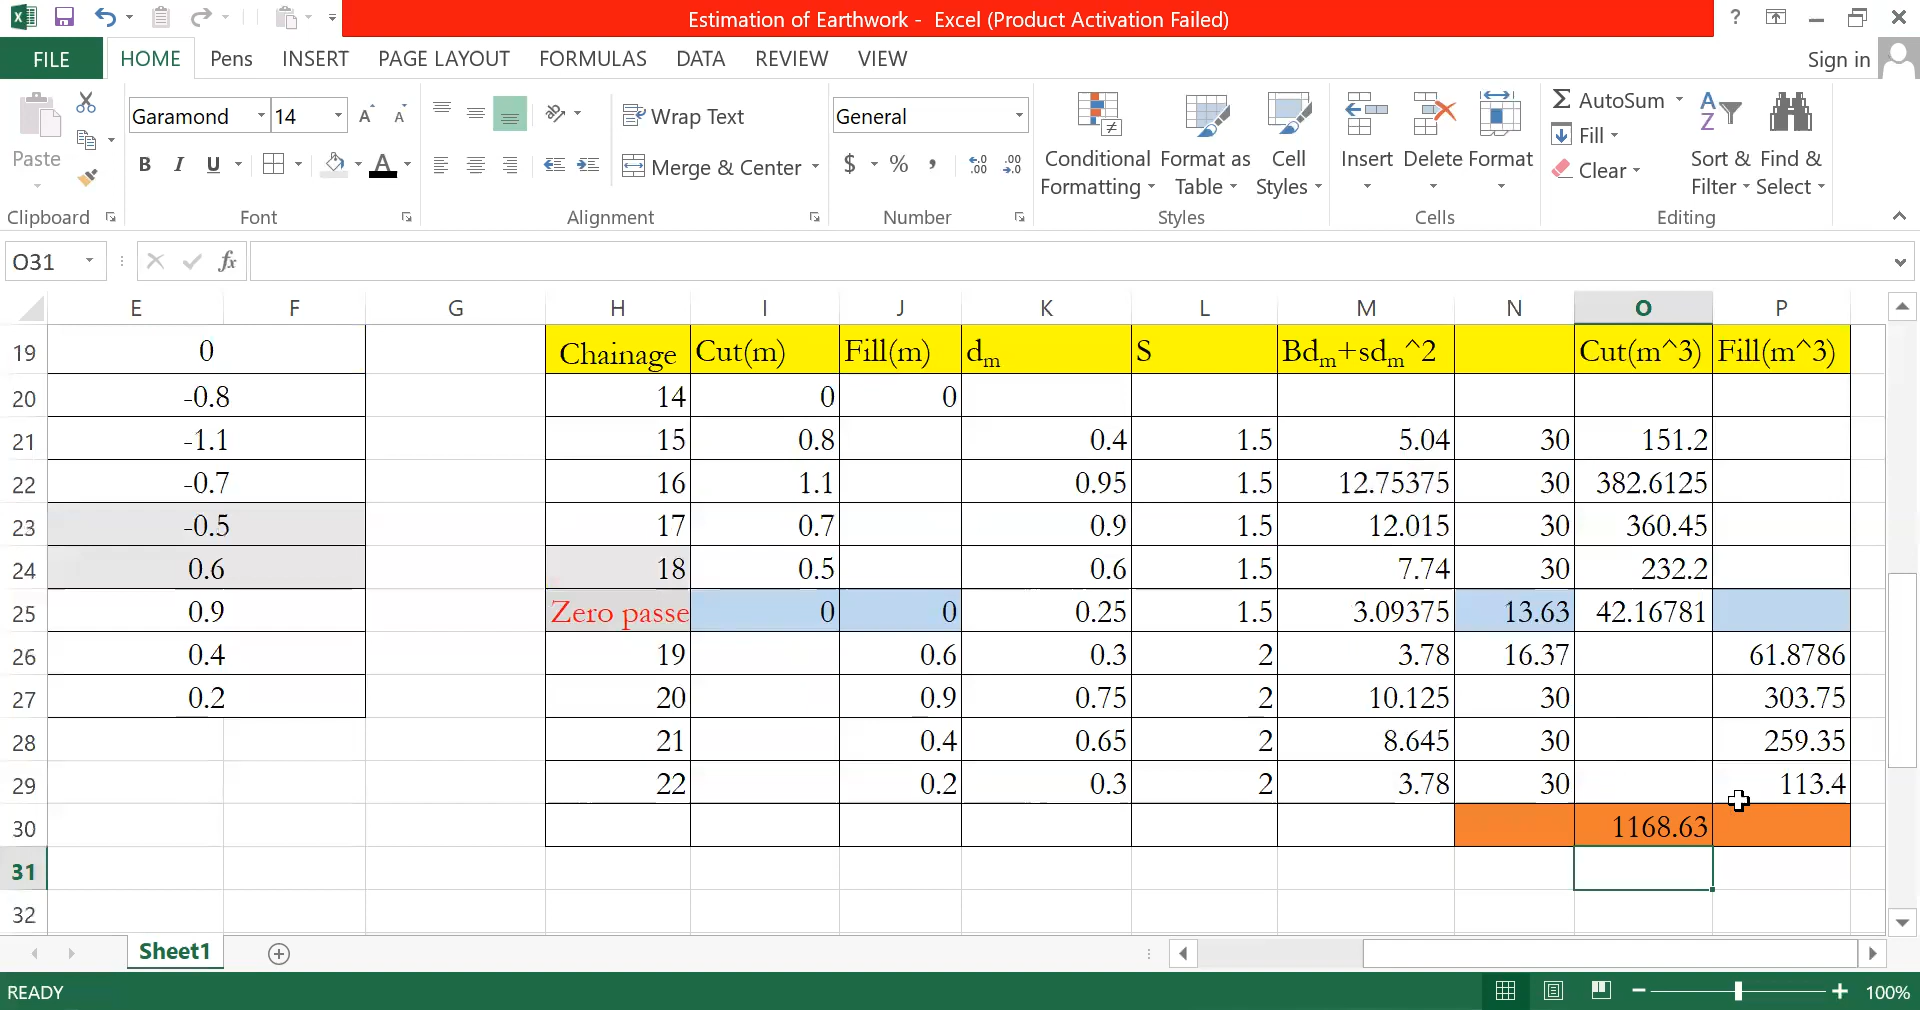 Estimation of Earthwork - Excel (Product Activation Failed)
?
FILE HOME Pens INSERT PAGE LAYOUT FORMULAS DATA REVIEW VIEW Sign in
Garamond 14 Wrap Text General Σ AutoSum
Paste B I U A Merge & Center $ % , Conditional Formatting Format as Table Cell Styles Insert Delete Format Fill Clear Sort & Filter Find & Select
Clipboard Font Alignment Number Styles Cells Editing
O31 fx
E F G H I J K L M N O P
19 0 Chainage Cut(m) Fill(m) dm S Bdm+sdm^2 Cut(m^3) Fill(m^3)
20 -0.8 14 0 0
21 -1.1 15 0.8 0.4 1.5 5.04 30 151.2
22 -0.7 16 1.1 0.95 1.5 12.75375 30 382.6125
23 -0.5 17 0.7 0.9 1.5 12.015 30 360.45
24 0.6 18 0.5 0.6 1.5 7.74 30 232.2
25 0.9 Zero passe 0 0 0.25 1.5 3.09375 13.63 42.16781
26 0.4 19 0.6 0.3 2 3.78 16.37 61.8786
27 0.2 20 0.9 0.75 2 10.125 30 303.75
28 21 0.4 0.65 2 8.645 30 259.35
29 22 0.2 0.3 2 3.78 30 113.4
30 1168.63
31
32
Sheet1
READY 100%